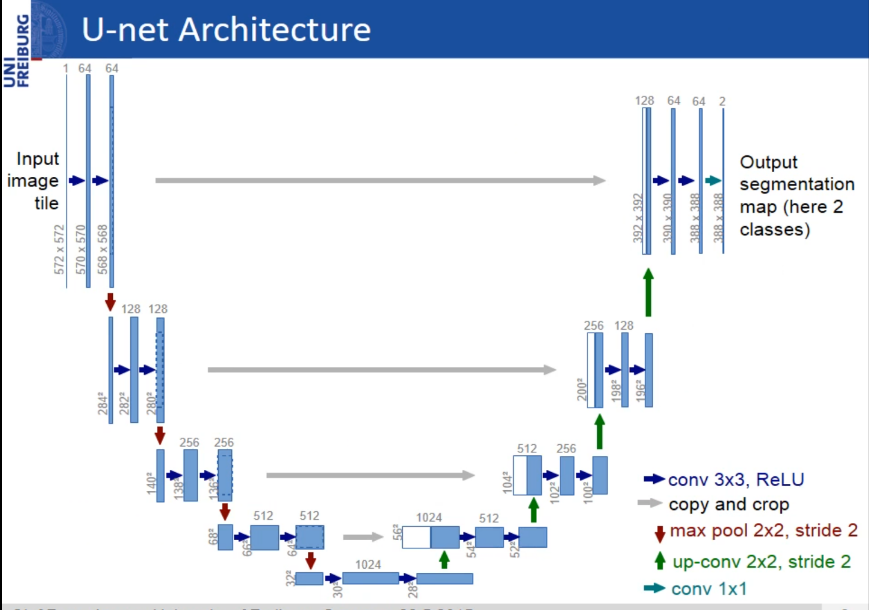 UNI
FREIBURG
U-net Architecture
1 64 64
Input
image
tile
572 x 572
570 x 570
568 x 568
128 64 64 2
392 x 392
390 x 390
388 x 388
388 x 388
Output
segmentation
map (here 2
classes)
128 128
284²
282²
280²
256 128
200²
198²
196²
256 256
140²
138²
136²
512 256
104²
102²
100²
512 512
68²
66²
64²
1024 512
56²
54²
52²
1024
32²
30²
28²
conv 3x3, ReLU
copy and crop
max pool 2x2, stride 2
up-conv 2x2, stride 2
conv 1x1